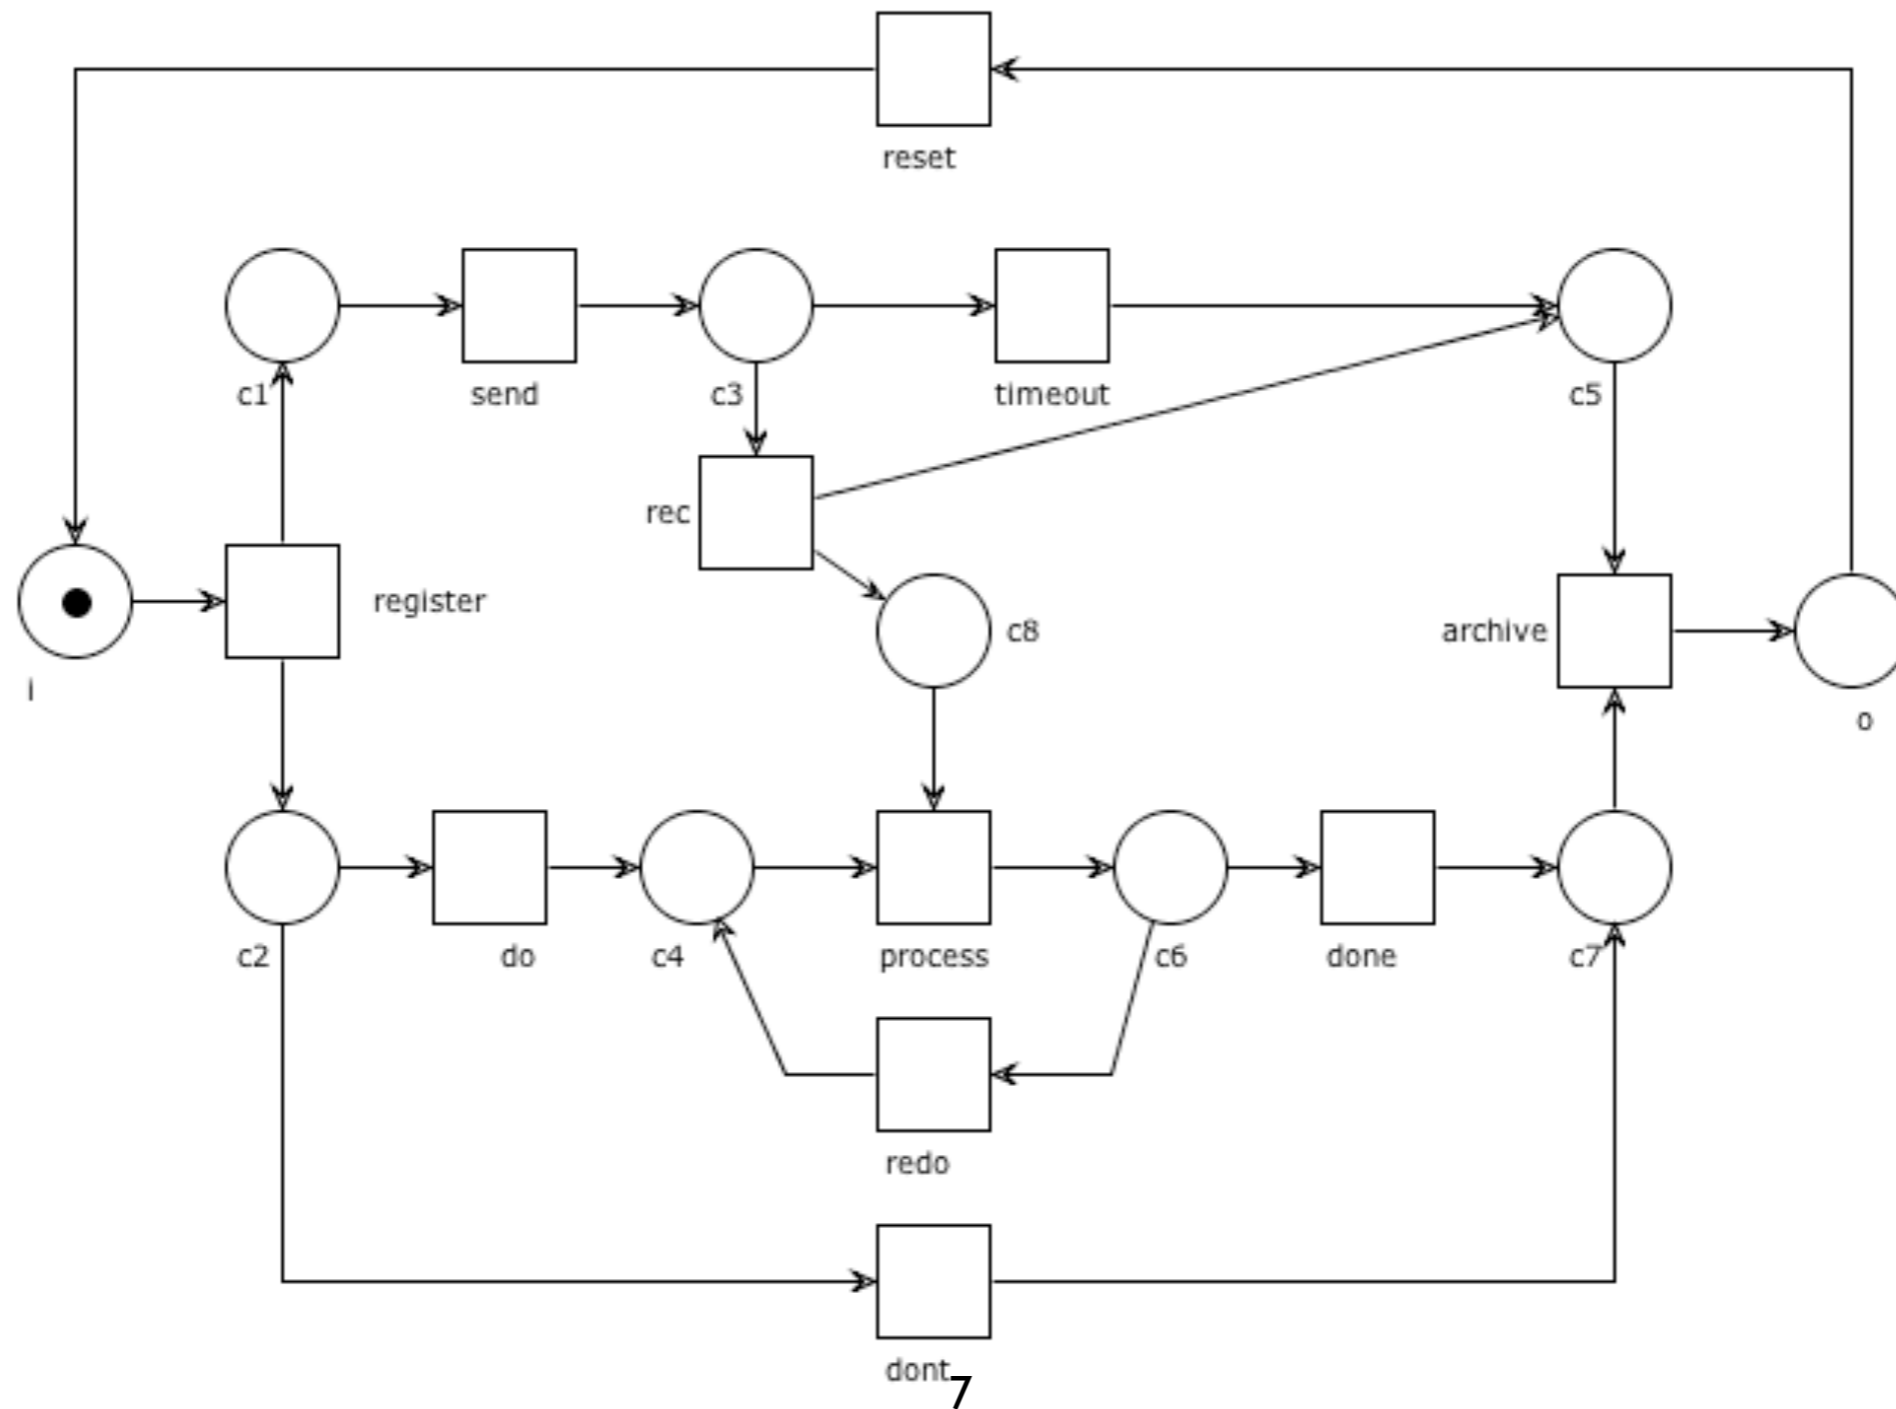 reset
c1
send
c3
timeout
c5
rec
register
c8
archive
i
o
c2
do
c4
process
c6
done
c7
redo
dont
7